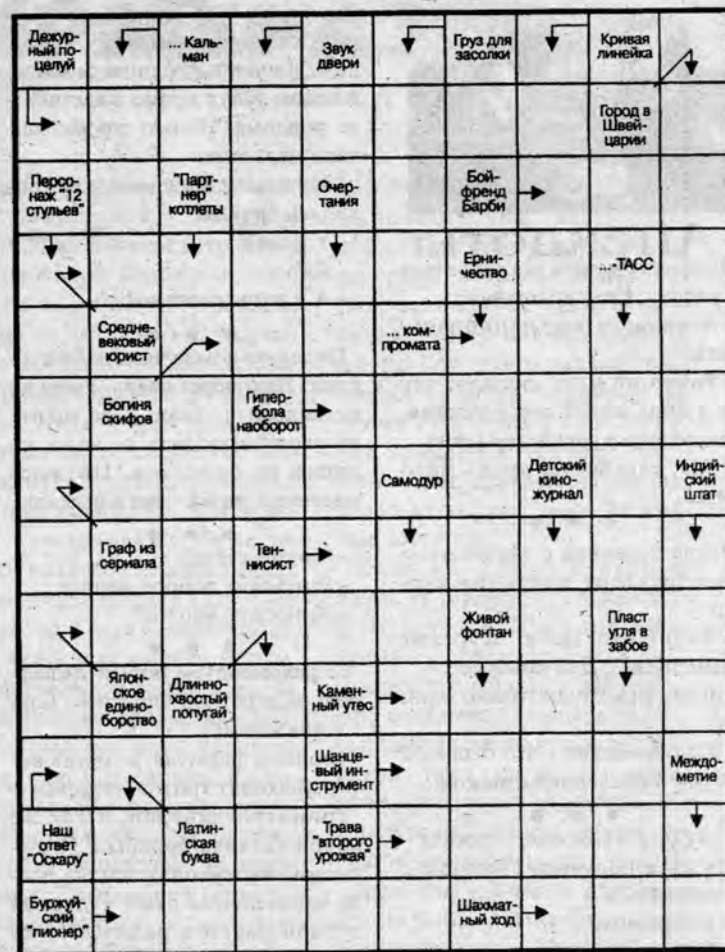 Дежур-
ный по-
целуй
... Каль-
ман
Звук
двери
Груз для
засолки
Кривая
линейка
Город в
Швей-
царии
Персо-
наж "12
стульев"
"Парт-
нер"
котлеты
Очер-
тания
Бой-
френд
Барби
Ерни-
чество
...-ТАСС
Средне-
вековый
юрист
... ком-
промата
Богиня
скифов
Гипер-
бола
наоборот
Самодур
Детский
кино-
журнал
Индий-
ский
штат
Граф из
сериала
Тен-
нисист
Живой
фонтан
Пласт
угля в
забое
Япон-
ское
едино-
борство
Длинно-
хвостый
попугай
Камен-
ный утес
Шанце-
вый ин-
струмент
Междо-
метие
Наш
ответ
"Оскару"
Латин-
ская
буква
Трава
"второго
урожая"
Буржуй-
ский
"пионер"
Шахмат-
ный ход